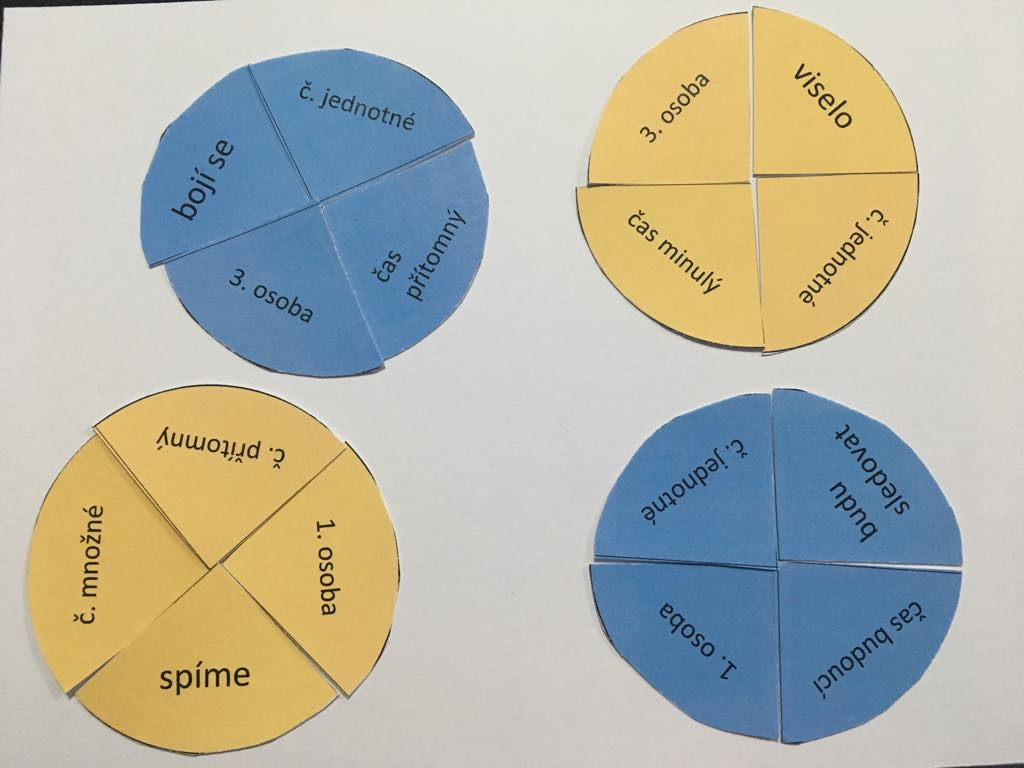 č. jednotné
bojí se
čas
přítomný
3. osoba
3. osoba
viselo
čas minulý
č. jednotné
č. přítomný
č. množné
1. osoba
spíme
č. jednotné
budu
sledovat
1. osoba
čas budoucí